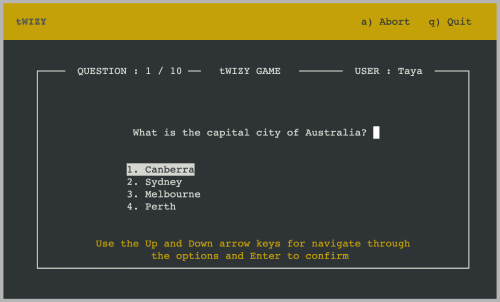 tWIZY a) Abort q) Quit
QUESTION : 1 / 10 tWIZY GAME USER : Taya
What is the capital city of Australia?
1. Canberra
2. Sydney
3. Melbourne
4. Perth
Use the Up and Down arrow keys for navigate through
the options and Enter to confirm